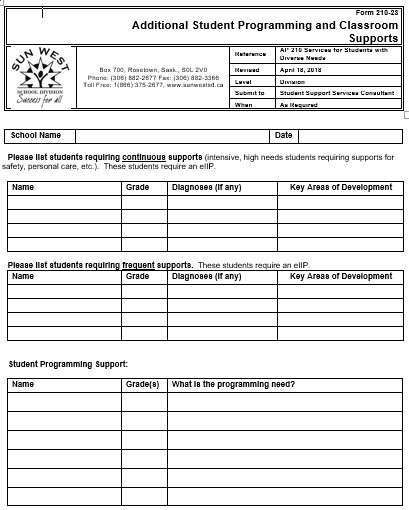 Form 210-23
Additional Student Programming and Classroom
Supports
SUN WEST
SCHOOL DIVISION
Success for all
Box 700, Rosetown, Sask., S0L 2V0
Phone: (306) 882-2677 Fax: (306) 882-3366
Toll Free: 1(866) 375-2677, www.sunwestsd.ca
Reference AP 210 Services for Students with
Diverse Needs
Revised April 18, 2018
Level Division
Submit to Student Support Services Consultant
When As Required
School Name Date
Please list students requiring continuous supports (intensive, high needs students requiring supports for
safety, personal care, etc.). These students require an eIIP.
Name Grade Diagnoses (if any) Key Areas of Development
Please list students requiring frequent supports. These students require an eIIP.
Name Grade Diagnoses (if any) Key Areas of Development
Student Programming Support:
Name Grade(s) What is the programming need?